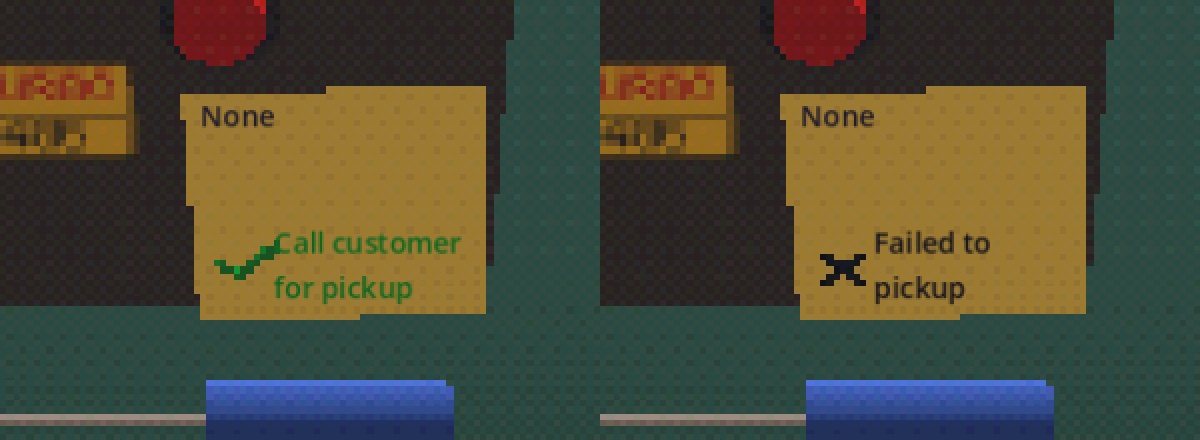 None
Call customer
for pickup
None
Failed to
pickup